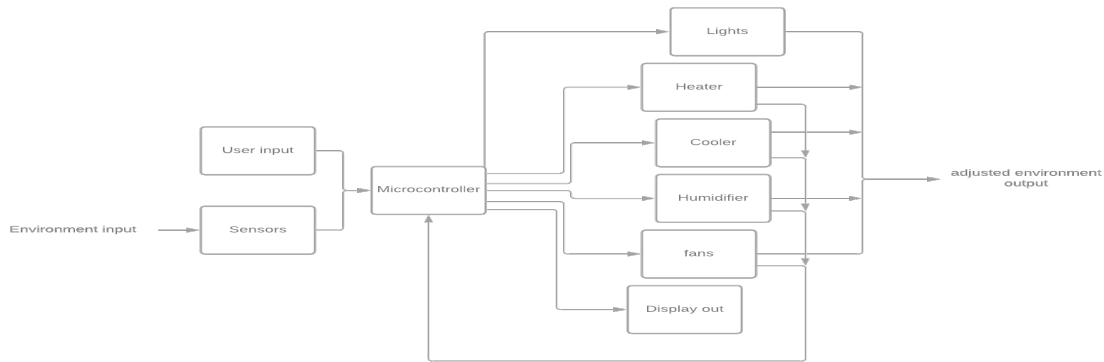 Lights
Heater
Cooler
User input
Microcontroller
adjusted environment
output
Humidifier
Environment input
Sensors
fans
Display out